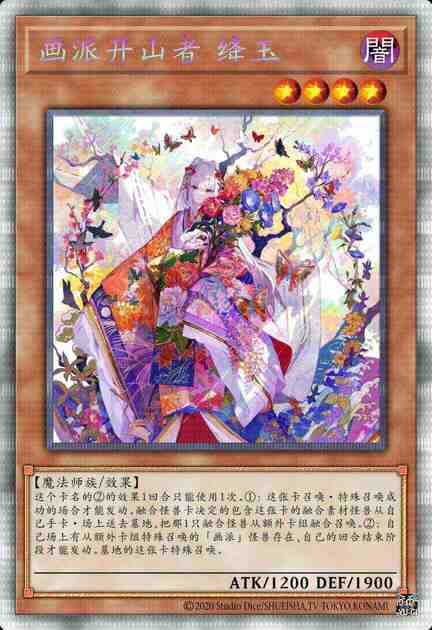 画派开山者 绛玉
闇
【魔法师族/效果】
这个卡名的②的效果1回合只能使用1次。①：这张卡召唤·特殊召唤成
功的场合才能发动。融合怪兽卡决定的包含这张卡的融合素材怪兽从自
己手卡·场上送去墓地，把那1只融合怪兽从额外卡组融合召唤。②：自
己场上有从额外卡组特殊召唤的「画派」怪兽存在，自己的回合结束阶
段才能发动。墓地的这张卡特殊召唤。
ATK/1200 DEF/1900
©2020 Studio Dice/SHUEISHA,TV TOKYO,KONAMI